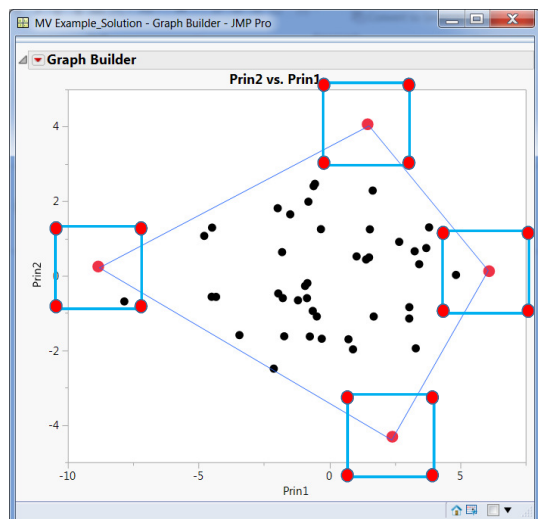 MV Example_Solution - Graph Builder - JMP Pro
Graph Builder
Prin2 vs. Prin1
4
2
0
-2
-4
Prin2
-10
-5
0
5
Prin1